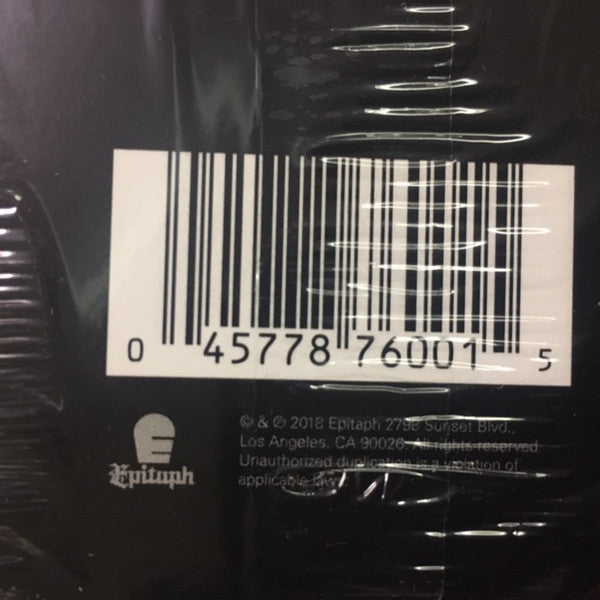 0 45778 76001 5
Epitaph
© & ℗ 2018 Epitaph 2798 Sunset Blvd.,
Los Angeles, CA 90026. All rights reserved.
Unauthorized duplication is a violation of
applicable laws.